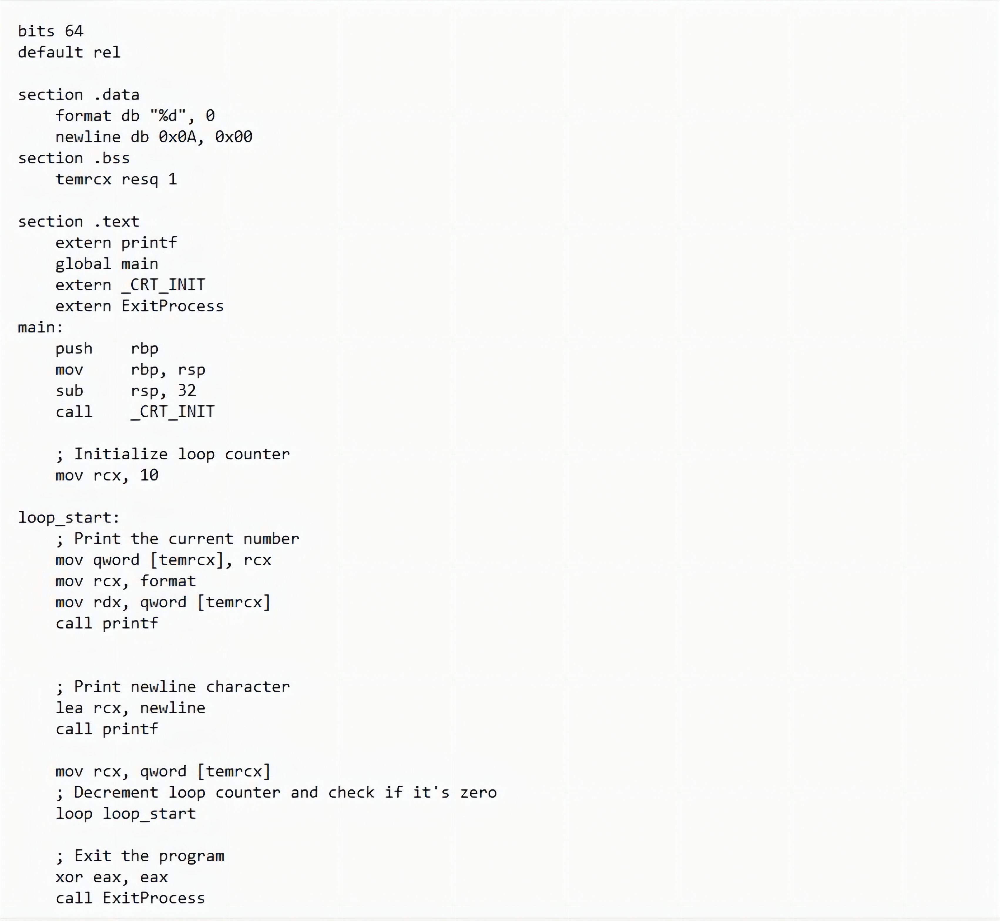 bits 64
default rel
section .data
format db "%d", 0
newline db 0x0A, 0x00
section .bss
temrcx resq 1
section .text
extern printf
global main
extern _CRT_INIT
extern ExitProcess
main:
push    rbp
mov     rbp, rsp
sub     rsp, 32
call    _CRT_INIT
; Initialize loop counter
mov rcx, 10
loop_start:
; Print the current number
mov qword [temrcx], rcx
mov rcx, format
mov rdx, qword [temrcx]
call printf
; Print newline character
lea rcx, newline
call printf
mov rcx, qword [temrcx]
; Decrement loop counter and check if it's zero
loop loop_start
; Exit the program
xor eax, eax
call ExitProcess